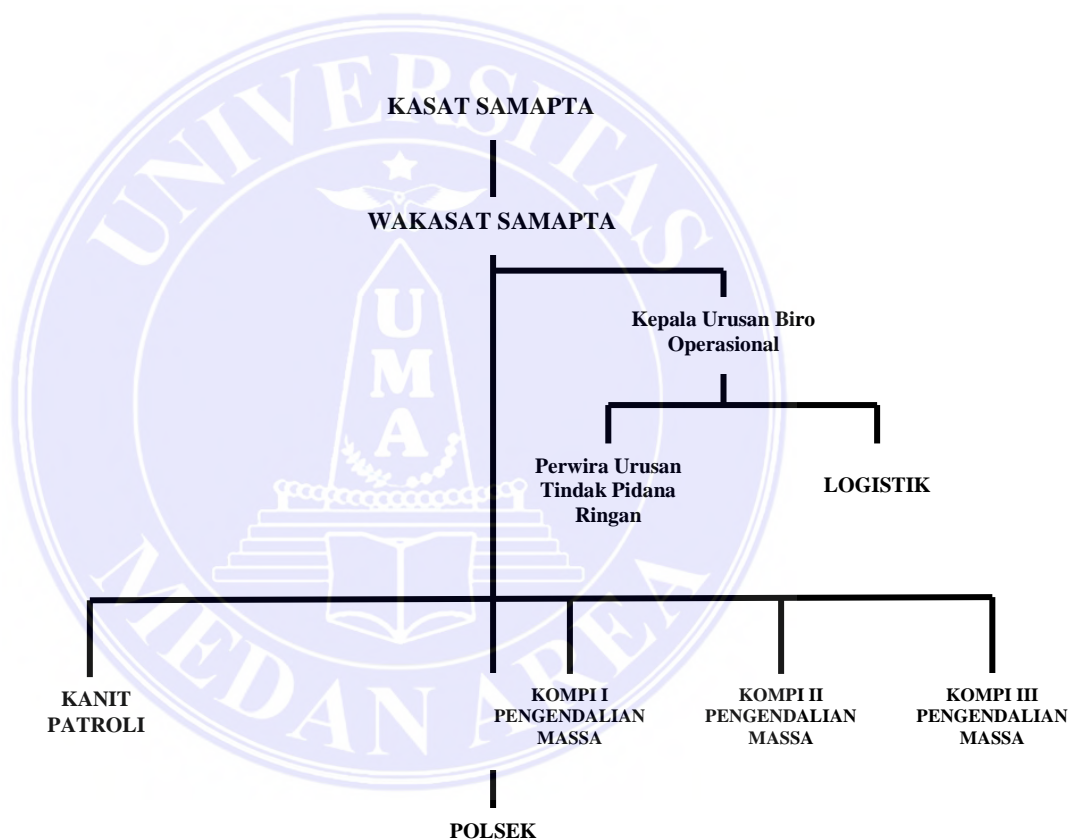 UNIVERSITAS
KASAT SAMAPTA
WAKASAT SAMAPTA
UMA
Kepala Urusan Biro
Operasional
Perwira Urusan
Tindak Pidana
Ringan
LOGISTIK
MEDAN AREA
KANIT
PATROLI
KOMPI I
PENGENDALIAN
MASSA
KOMPI II
PENGENDALIAN
MASSA
KOMPI III
PENGENDALIAN
MASSA
POLSEK